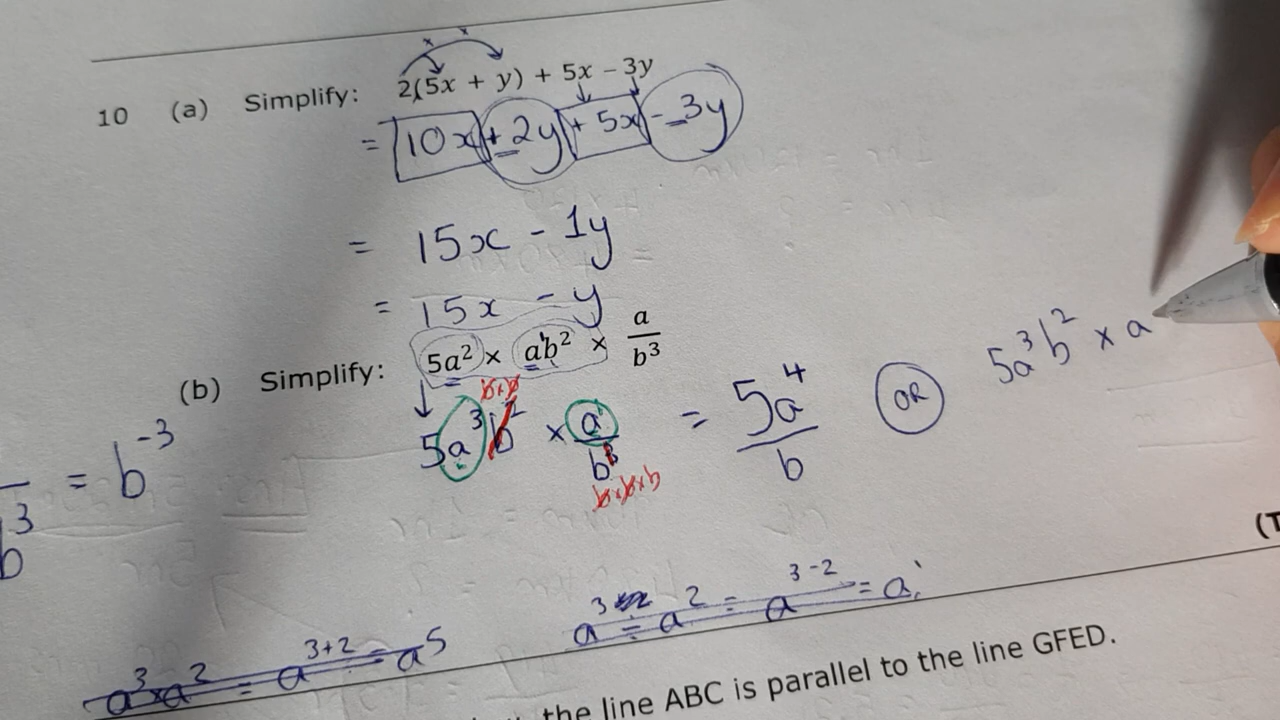 10 (a) Simplify: 2(5x + y) + 5x − 3y
= 10x + 2y + 5x − 3y
= 15x − 1y
= 15x − y
(b) Simplify: 5a² × ab² × a/b³
5a³b² × a/b³ = 5a⁴/b OR 5a³b² × a
b×b
b×b×b
b³ = b⁻³
(T
a³ ÷ a² = a³⁻² = a¹
a³×a² = a³⁺² = a⁵
the line ABC is parallel to the line GFED.